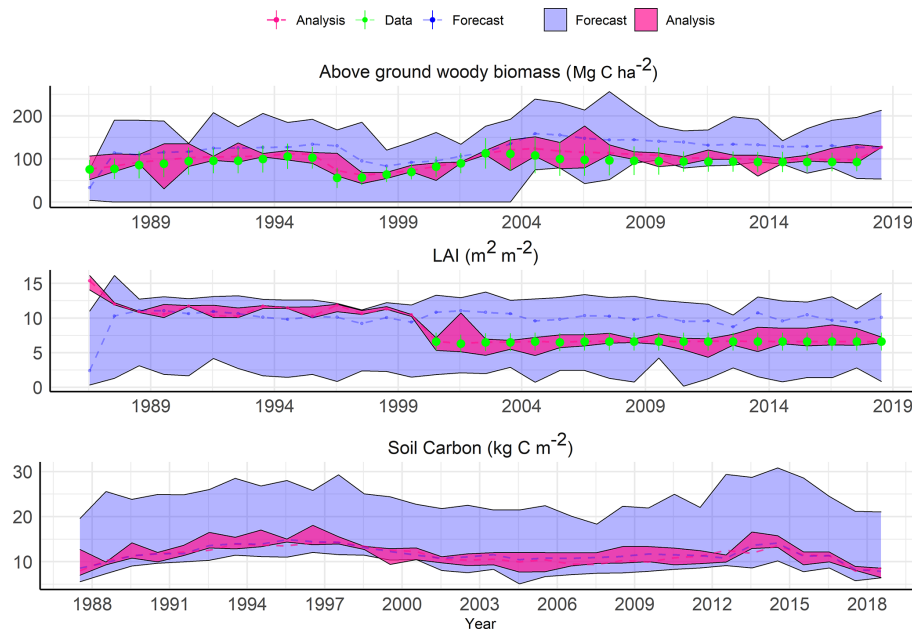 Analysis Data Forecast Forecast Analysis
Above ground woody biomass (Mg C ha-2)
200
100
0
1989 1994 1999 2004 2009 2014 2019
LAI (m2 m-2)
15
10
5
0
1989 1994 1999 2004 2009 2014 2019
Soil Carbon (kg C m-2)
30
20
10
1988 1991 1994 1997 2000 2003 2006 2009 2012 2015 2018
Year